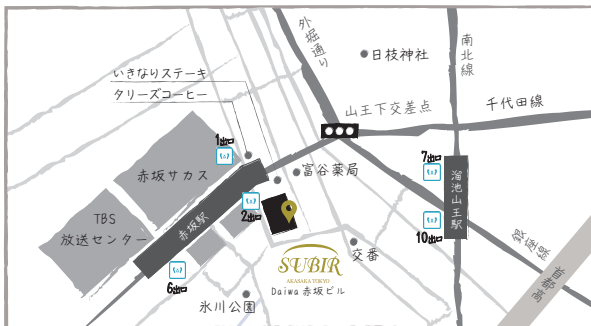 外堀通り
日枝神社
南北線
いきなりステーキ
タリーズコーヒー
山王下交差点
千代田線
1出口
赤坂サカス
富谷薬局
7出口
溜池山王駅
TBS
放送センター
赤坂駅
2出口
10出口
銀座線
首都高
交番
SUBIR
AKASAKA TOKYO
Daiwa赤坂ビル
6出口
氷川公園